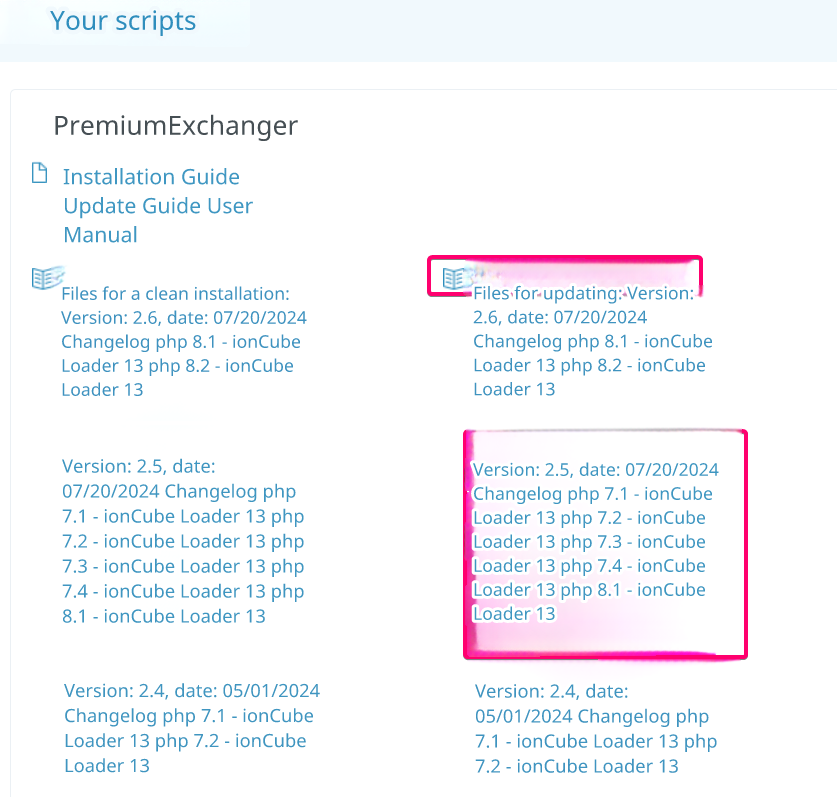 Your scripts
PremiumExchanger
Installation Guide
Update Guide User
Manual
Files for a clean installation:
Version: 2.6, date: 07/20/2024
Changelog php 8.1 - ionCube
Loader 13 php 8.2 - ionCube
Loader 13
Version: 2.5, date:
07/20/2024 Changelog php
7.1 - ionCube Loader 13 php
7.2 - ionCube Loader 13 php
7.3 - ionCube Loader 13 php
7.4 - ionCube Loader 13 php
8.1 - ionCube Loader 13
Version: 2.4, date: 05/01/2024
Changelog php 7.1 - ionCube
Loader 13 php 7.2 - ionCube
Loader 13
Files for updating: Version:
2.6, date: 07/20/2024
Changelog php 8.1 - ionCube
Loader 13 php 8.2 - ionCube
Loader 13
Version: 2.5, date: 07/20/2024
Changelog php 7.1 - ionCube
Loader 13 php 7.2 - ionCube
Loader 13 php 7.3 - ionCube
Loader 13 php 7.4 - ionCube
Loader 13 php 8.1 - ionCube
Loader 13
Version: 2.4, date:
05/01/2024 Changelog php
7.1 - ionCube Loader 13 php
7.2 - ionCube Loader 13